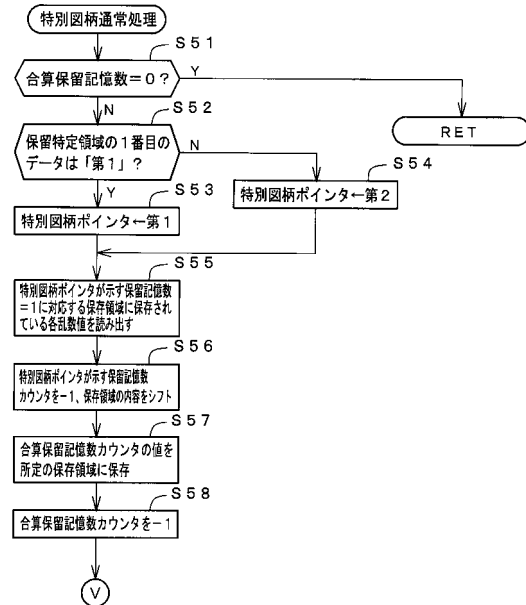 特別図柄通常処理
S51
合算保留記憶数＝0？
Y
N
S52
RET
保留特定領域の1番目の
データは「第1」？
N
S54
Y
S53
特別図柄ポインタ←第2
特別図柄ポインタ←第1
S55
特別図柄ポインタが示す保留記憶数
＝1に対応する保存領域に保存され
ている各乱数値を読み出す
S56
特別図柄ポインタが示す保留記憶数
カウンタを－1、保存領域の内容をシフト
S57
合算保留記憶数カウンタの値を
所定の保存領域に保存
S58
合算保留記憶数カウンタを－1
V